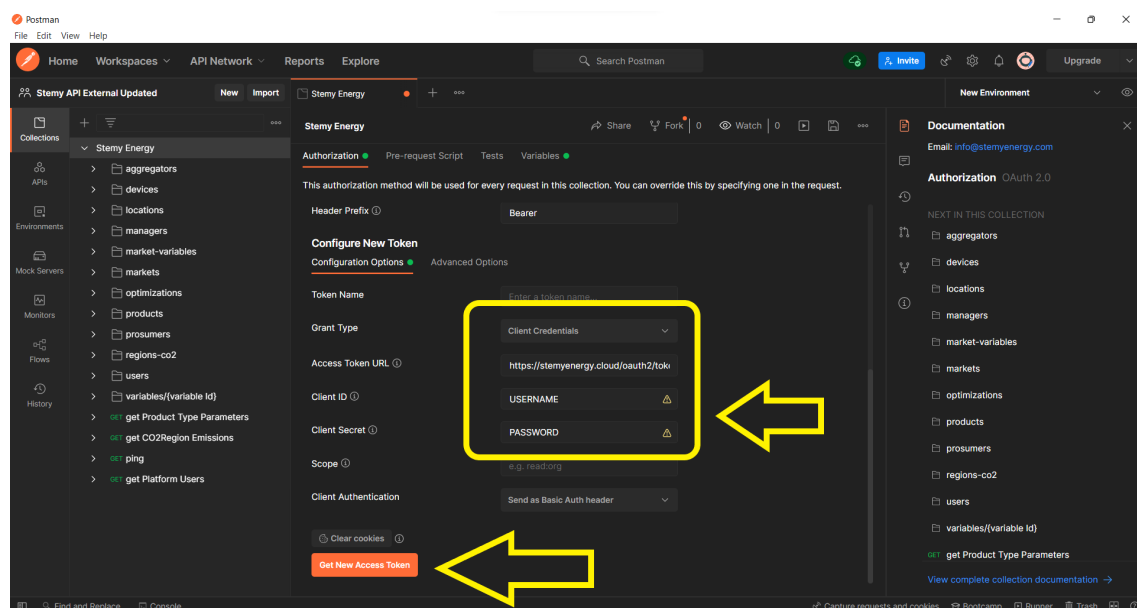 Postman
File Edit View Help
Home Workspaces API Network Reports Explore Search Postman Invite Upgrade
Stemy API External Updated New Import Stemy Energy New Environment
Collections
APIs
Environments
Mock Servers
Monitors
Flows
History
Stemy Energy
aggregators
devices
locations
managers
market-variables
markets
optimizations
products
prosumers
regions-co2
users
variables/{variable Id}
GET get Product Type Parameters
GET get CO2Region Emissions
GET ping
GET get Platform Users
Stemy Energy Share Fork 0 Watch 0
Authorization Pre-request Script Tests Variables
This authorization method will be used for every request in this collection. You can override this by specifying one in the request.
Header Prefix Bearer
Configure New Token
Configuration Options Advanced Options
Token Name Enter a token name...
Grant Type Client Credentials
Access Token URL https://stemyenergy.cloud/oauth2/tok
Client ID USERNAME
Client Secret PASSWORD
Scope e.g. read:org
Client Authentication Send as Basic Auth header
Clear cookies
Get New Access Token
Documentation
Email: info@stemyenergy.com
Authorization OAuth 2.0
NEXT IN THIS COLLECTION
aggregators
devices
locations
managers
market-variables
markets
optimizations
products
prosumers
regions-co2
users
variables/{variable Id}
GET get Product Type Parameters
View complete collection documentation →
Find and Replace Console Capture requests and cookies Bootcamp Runner Trash